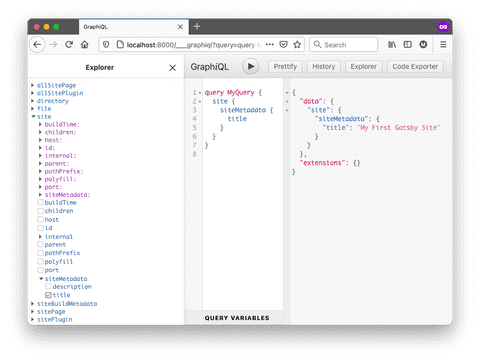 GraphiQL
localhost:8000/___graphiql?query=query M
Search
Explorer
GraphiQL
Prettify
History
Explorer
Code Exporter
allSitePage
allSitePlugin
directory
file
site
buildTime:
children:
host:
id:
internal:
parent:
pathPrefix:
polyfill:
port:
siteMetadata:
buildTime
children
host
id
internal
parent
pathPrefix
polyfill
port
siteMetadata
description
title
siteBuildMetadata
sitePage
sitePlugin
1 query MyQuery {
2 site {
3 siteMetadata {
4 title
5 }
6 }
7 }
8
QUERY VARIABLES
{
"data": {
"site": {
"siteMetadata": {
"title": "My First Gatsby Site"
}
}
},
"extensions": {}
}